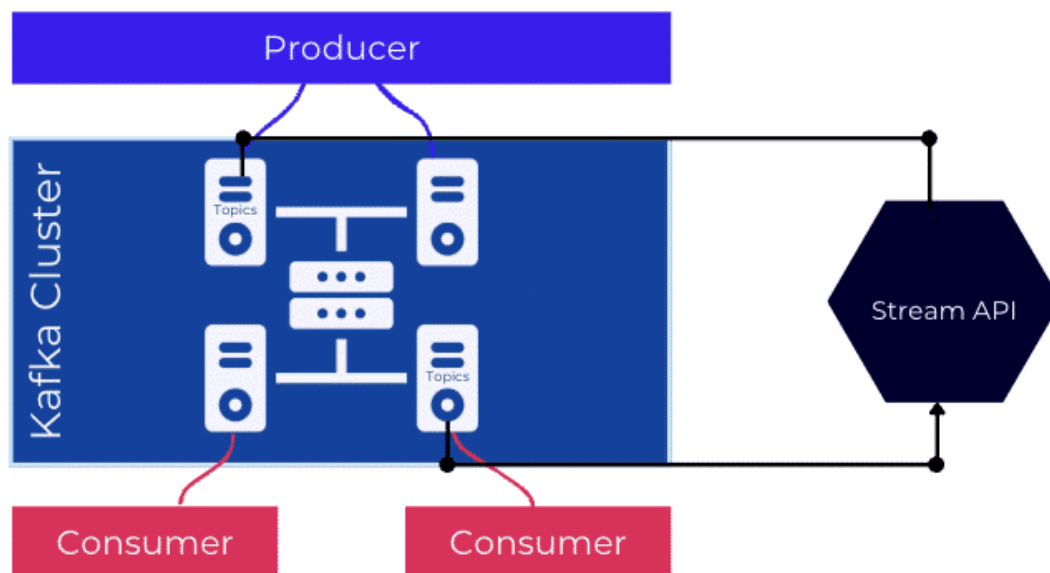 Producer
Kafka Cluster
Topics
Topics
Stream API
Consumer
Consumer